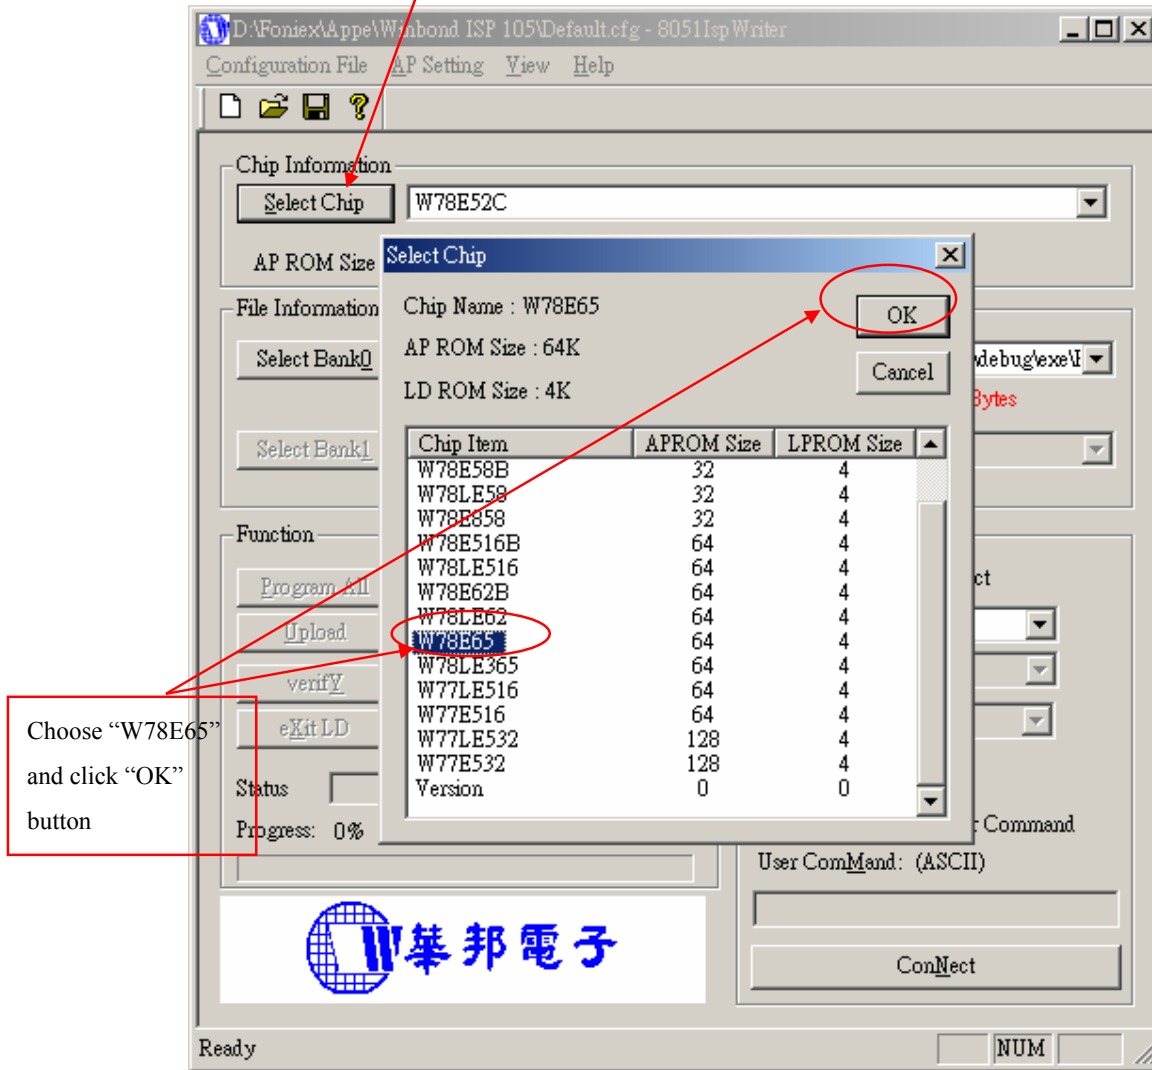 D:\Foniex\Appe\Winbond ISP 105\Default.cfg - 8051IspWriter
Configuration File AP Setting View Help
Chip Information
Select Chip W78E52C
AP ROM Size
Select Chip
Chip Name : W78E65
OK
AP ROM Size : 64K
Cancel
LD ROM Size : 4K
Chip Item APROM Size LPROM Size
W78E58B 32 4
W78LE58 32 4
W78E858 32 4
W78E516B 64 4
W78LE516 64 4
W78E62B 64 4
W78LE62 64 4
W78E65 64 4
W78LE365 64 4
W77LE516 64 4
W77E516 64 4
W77LE532 128 4
W77E532 128 4
Version 0 0
File Information
Select Bank0
\debug\exe\
Bytes
Select Bank1
Function
Program All
Upload
verifY
eXit LD
Status
Progress: 0%
ct
Command
User ComMand: (ASCII)
ConNect
華邦電子
Ready NUM
Choose “W78E65”
and click “OK”
button